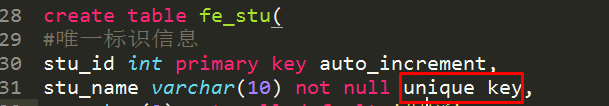 28 create table fe_stu(
29 #唯一标识信息
30 stu_id int primary key auto_increment,
31 stu_name varchar(10) not null unique key,